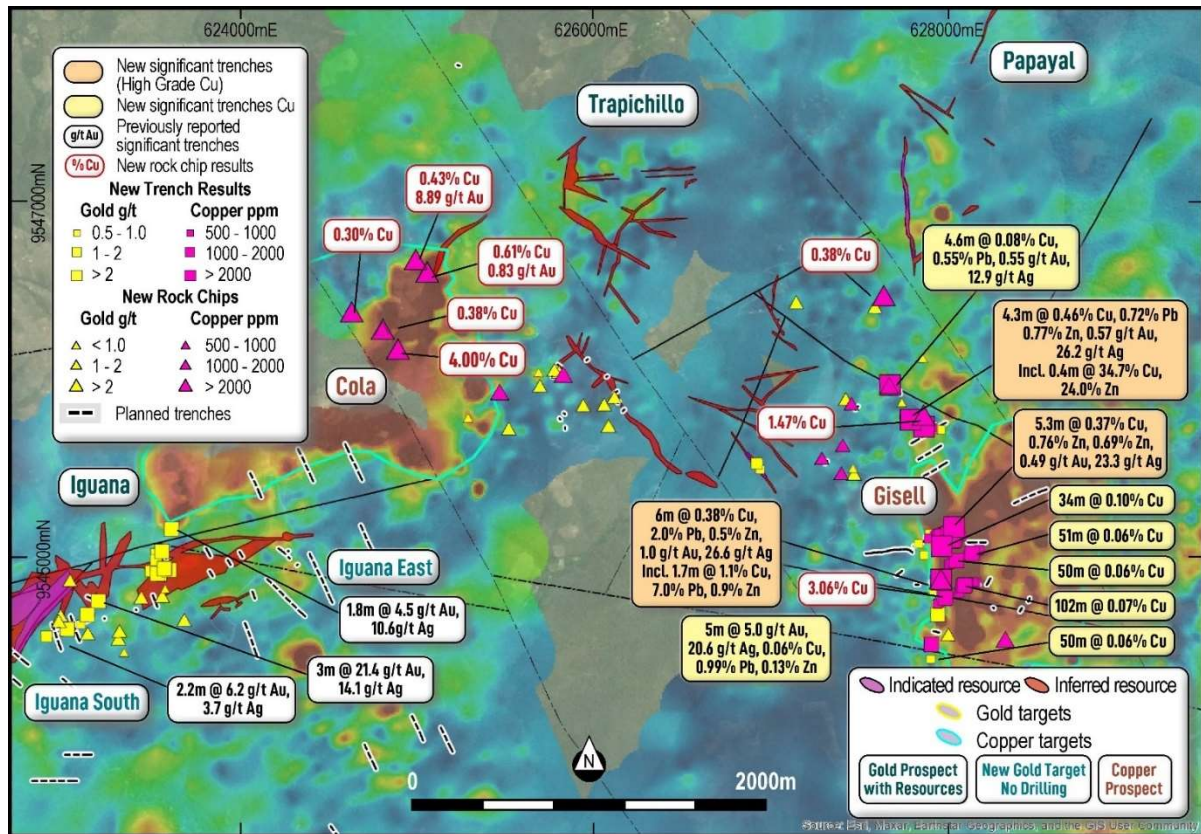 624000mE
626000mE
628000mE
9547000mN
9545000mN
New significant trenches
(High Grade Cu)
New significant trenches Cu
g/t Au
Previously reported
significant trenches
% Cu
New rock chip results
New Trench Results
Gold g/t
Copper ppm
0.5 - 1.0
500 - 1000
1 - 2
1000 - 2000
> 2
> 2000
New Rock Chips
Gold g/t
Copper ppm
< 1.0
500 - 1000
1 - 2
1000 - 2000
> 2
> 2000
Planned trenches
Papayal
Trapichillo
0.43% Cu
8.89 g/t Au
0.30% Cu
0.61% Cu
0.83 g/t Au
0.38% Cu
4.00% Cu
Cola
0.38% Cu
4.6m @ 0.08% Cu,
0.55% Pb, 0.55 g/t Au,
12.9 g/t Ag
4.3m @ 0.46% Cu, 0.72% Pb
0.77% Zn, 0.57 g/t Au,
26.2 g/t Ag
Incl. 0.4m @ 34.7% Cu,
24.0% Zn
1.47% Cu
5.3m @ 0.37% Cu,
0.76% Zn, 0.69% Zn,
0.49 g/t Au, 23.3 g/t Ag
Gisell
34m @ 0.10% Cu
51m @ 0.06% Cu
50m @ 0.06% Cu
102m @ 0.07% Cu
50m @ 0.06% Cu
6m @ 0.38% Cu,
2.0% Pb, 0.5% Zn,
1.0 g/t Au, 26.6 g/t Ag
Incl. 1.7m @ 1.1% Cu,
7.0% Pb, 0.9% Zn
3.06% Cu
5m @ 5.0 g/t Au,
20.6 g/t Ag, 0.06% Cu,
0.99% Pb, 0.13% Zn
Iguana
Iguana East
1.8m @ 4.5 g/t Au,
10.6g/t Ag
3m @ 21.4 g/t Au,
14.1 g/t Ag
Iguana South
2.2m @ 6.2 g/t Au,
3.7 g/t Ag
N
0
2000m
Indicated resource
Inferred resource
Gold targets
Copper targets
Gold Prospect
with Resources
New Gold Target
No Drilling
Copper
Prospect
Source: Esri, Maxar, Earthstar Geographics, and the GIS User Community